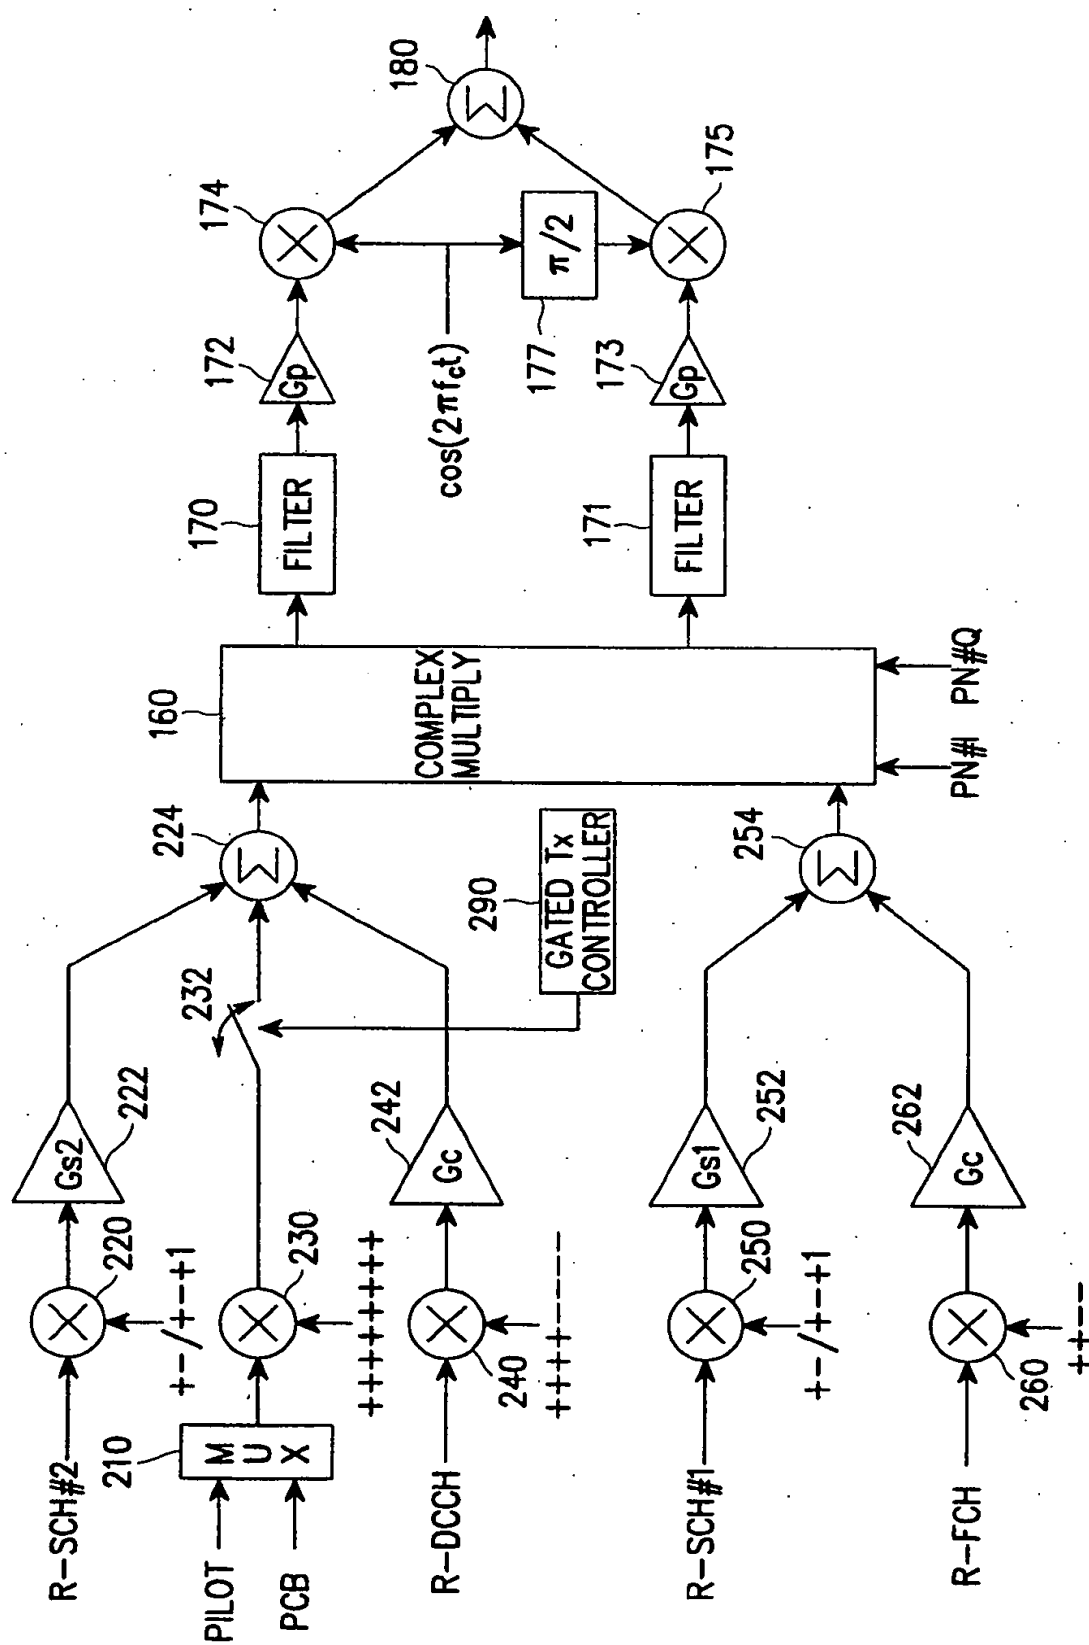 R-SCH#2
220
+-/+-+1
Gs2
222
PILOT
PCB
210
M U X
230
++++++++
232
R-DCCH
240
++++----
Gc
242
224
290
GATED Tx
CONTROLLER
R-SCH#1
250
+-/+-+1
Gs1
252
R-FCH
260
++--
Gc
262
254
Σ
Σ
160
COMPLEX
MULTIPLY
PN#I
PN#Q
170
FILTER
172
Gp
174
cos(2πfct)
177
π/2
171
FILTER
173
Gp
175
180
Σ